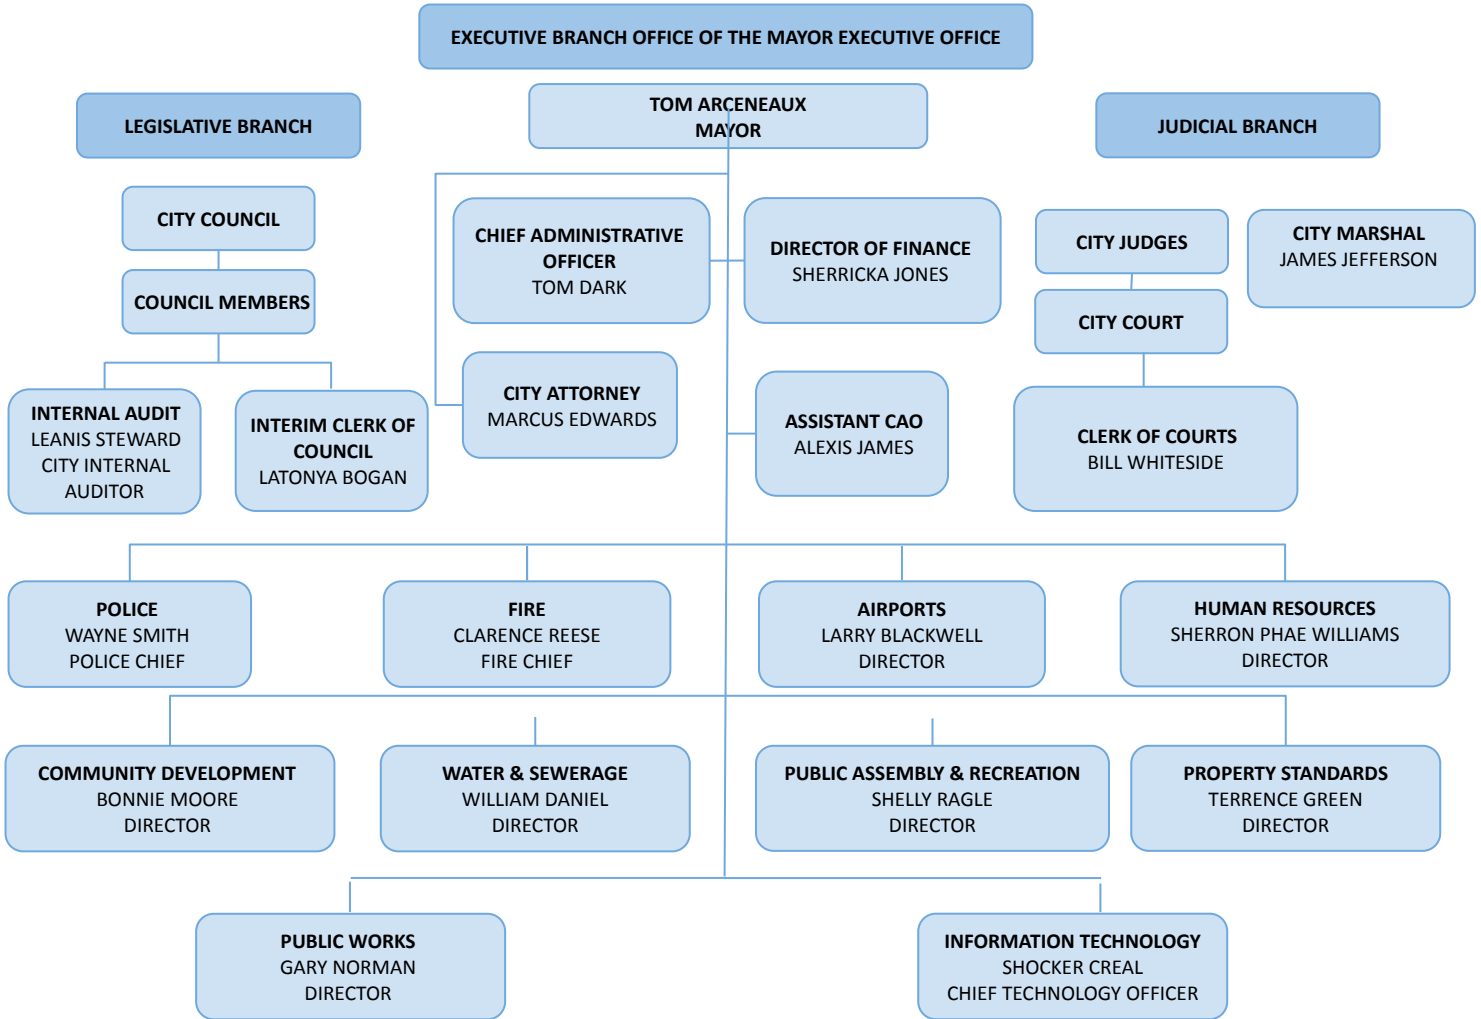 EXECUTIVE BRANCH OFFICE OF THE MAYOR EXECUTIVE OFFICE
TOM ARCENEAUX
MAYOR
LEGISLATIVE BRANCH
JUDICIAL BRANCH
CITY COUNCIL
COUNCIL MEMBERS
CHIEF ADMINISTRATIVE
OFFICER
TOM DARK
DIRECTOR OF FINANCE
SHERRICKA JONES
CITY JUDGES
CITY MARSHAL
JAMES JEFFERSON
CITY COURT
INTERNAL AUDIT
LEANIS STEWARD
CITY INTERNAL
AUDITOR
INTERIM CLERK OF
COUNCIL
LATONYA BOGAN
CITY ATTORNEY
MARCUS EDWARDS
ASSISTANT CAO
ALEXIS JAMES
CLERK OF COURTS
BILL WHITESIDE
POLICE
WAYNE SMITH
POLICE CHIEF
FIRE
CLARENCE REESE
FIRE CHIEF
AIRPORTS
LARRY BLACKWELL
DIRECTOR
HUMAN RESOURCES
SHERRON PHAE WILLIAMS
DIRECTOR
COMMUNITY DEVELOPMENT
BONNIE MOORE
DIRECTOR
WATER & SEWERAGE
WILLIAM DANIEL
DIRECTOR
PUBLIC ASSEMBLY & RECREATION
SHELLY RAGLE
DIRECTOR
PROPERTY STANDARDS
TERRENCE GREEN
DIRECTOR
PUBLIC WORKS
GARY NORMAN
DIRECTOR
INFORMATION TECHNOLOGY
SHOCKER CREAL
CHIEF TECHNOLOGY OFFICER